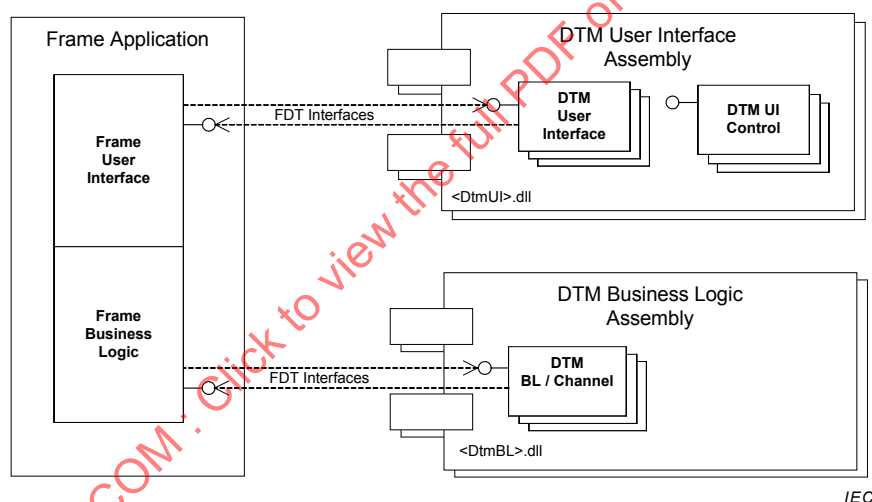 Frame Application
Frame
User
Interface
Frame
Business
Logic
FDT Interfaces
FDT Interfaces
DTM User Interface
Assembly
DTM
User
Interface
DTM UI
Control
<DtmUI>.dll
DTM Business Logic
Assembly
DTM
BL / Channel
<DtmBL>.dll
IEC
COM : Click to view the full PDF of